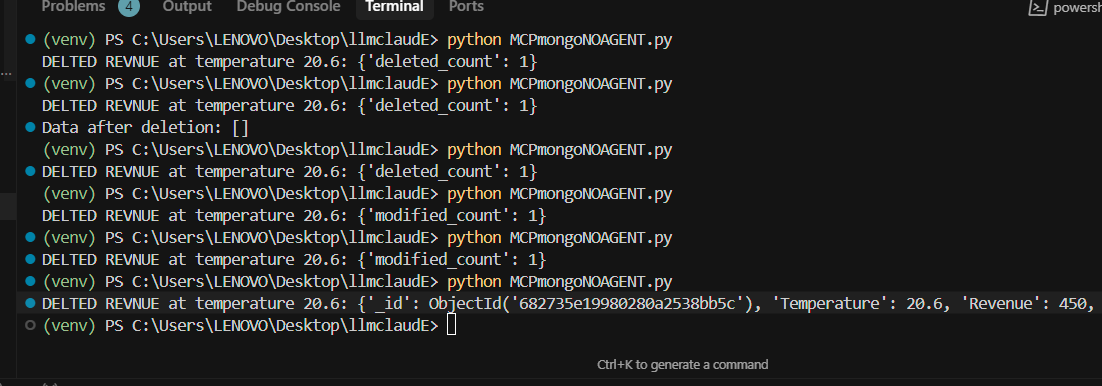 Problems 4 Output Debug Console Terminal Ports powersh
(venv) PS C:\Users\LENOVO\Desktop\llmclaudE> python MCPmongoNOAGENT.py
DELTED REVNUE at temperature 20.6: {'deleted_count': 1}
(venv) PS C:\Users\LENOVO\Desktop\llmclaudE> python MCPmongoNOAGENT.py
DELTED REVNUE at temperature 20.6: {'deleted_count': 1}
Data after deletion: []
(venv) PS C:\Users\LENOVO\Desktop\llmclaudE> python MCPmongoNOAGENT.py
DELTED REVNUE at temperature 20.6: {'deleted_count': 1}
(venv) PS C:\Users\LENOVO\Desktop\llmclaudE> python MCPmongoNOAGENT.py
DELTED REVNUE at temperature 20.6: {'modified_count': 1}
(venv) PS C:\Users\LENOVO\Desktop\llmclaudE> python MCPmongoNOAGENT.py
DELTED REVNUE at temperature 20.6: {'modified_count': 1}
(venv) PS C:\Users\LENOVO\Desktop\llmclaudE> python MCPmongoNOAGENT.py
DELTED REVNUE at temperature 20.6: {'_id': ObjectId('682735e19980280a2538bb5c'), 'Temperature': 20.6, 'Revenue': 450,
(venv) PS C:\Users\LENOVO\Desktop\llmclaudE>
Ctrl+K to generate a command